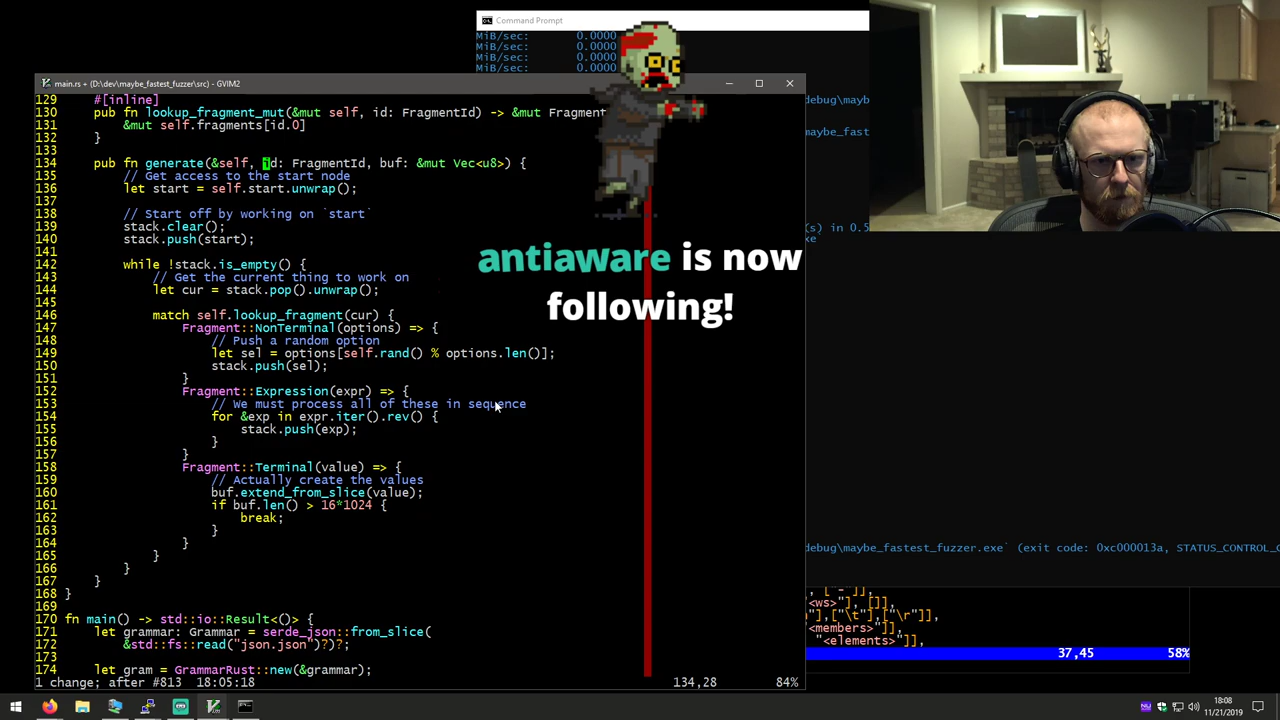 Command Prompt
MiB/sec:       0.0000
MiB/sec:       0.0000
MiB/sec:       0.0000
MiB/sec:       0.0000
main.rs + (D:\dev\maybe_fastest_fuzzer\src) - GVIM2
129     #[inline]
130     pub fn lookup_fragment_mut(&mut self, id: FragmentId) -> &mut Fragment
131         &mut self.fragments[id.0]
132     }
133
134     pub fn generate(&self, id: FragmentId, buf: &mut Vec<u8>) {
135         // Get access to the start node
136         let start = self.start.unwrap();
137
138         // Start off by working on `start`
139         stack.clear();
140         stack.push(start);
141
142         while !stack.is_empty() {
143             // Get the current thing to work on
144             let cur = stack.pop().unwrap();
145
146             match self.lookup_fragment(cur) {
147                 Fragment::NonTerminal(options) => {
148                     // Push a random option
149                     let sel = options[self.rand() % options.len()];
150                     stack.push(sel);
151                 }
152                 Fragment::Expression(expr) => {
153                     // We must process all of these in sequence
154                     for &exp in expr.iter().rev() {
155                         stack.push(exp);
156                     }
157                 }
158                 Fragment::Terminal(value) => {
159                     // Actually create the values
160                     buf.extend_from_slice(value);
161                     if buf.len() > 16*1024 {
162                         break;
163                     }
164                 }
165             }
166         }
167     }
168 }
169
170 fn main() -> std::io::Result<()> {
171     let grammar: Grammar = serde_json::from_slice(
172         &std::fs::read("json.json")?)?;
173
174     let gram = GrammarRust::new(&grammar);
1 change; after #813  18:05:18
134,28
84%
antiaware is now
following!
debug\mayb
maybe_fast
(s) in 0.5
xe
debug\maybe_fastest_fuzzer.exe` (exit code: 0xc000013a, STATUS_CONTROL_C
, ["-"]],
"<ws>"], []],
"],["\t"],["\r"]],
<members>"]],
"<elements>"]],
37,45
58%
18:08
11/21/2019